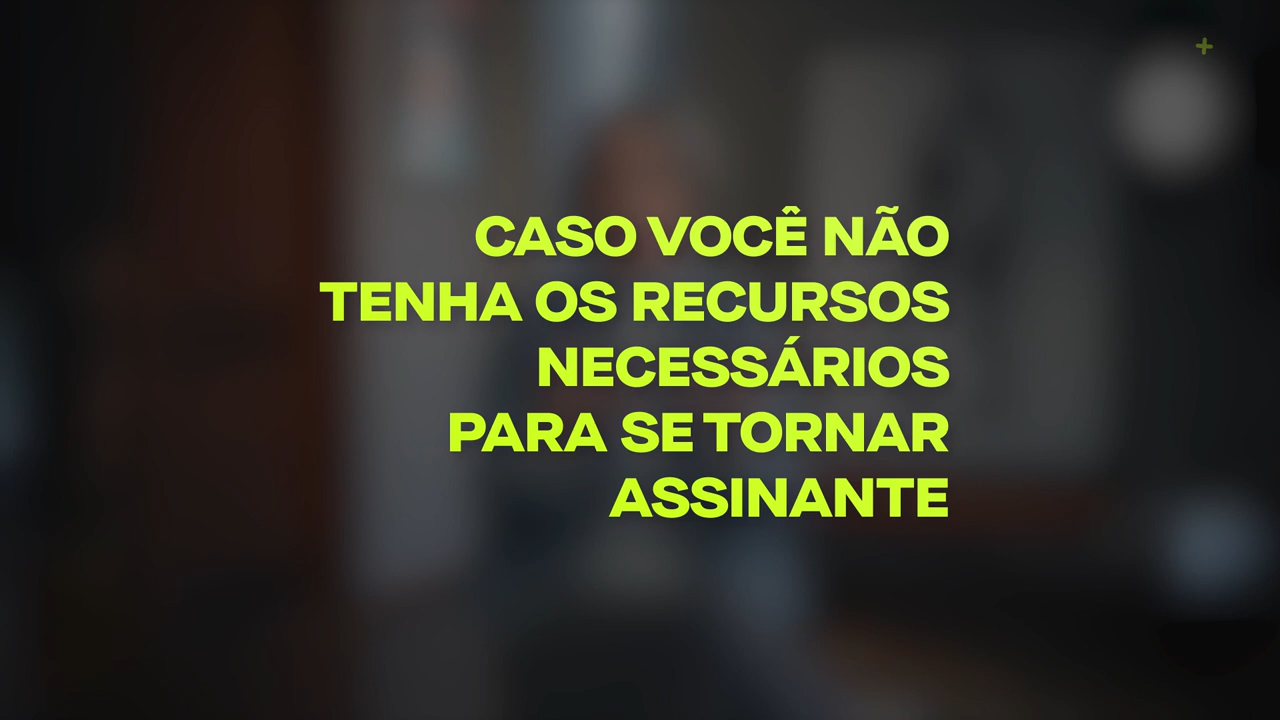 CASO VOCÊ NÃO
TENHA OS RECURSOS
NECESSÁRIOS
PARA SE TORNAR
ASSINANTE